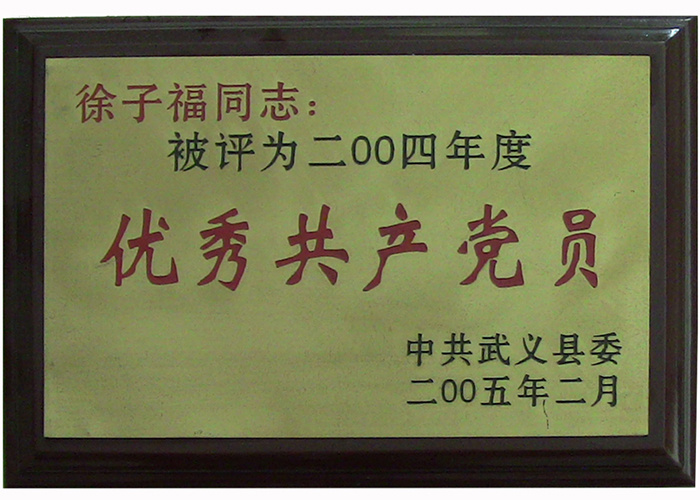 徐子福同志：
被评为二00四年度
优秀共产党员
中共武义县委
二00五年二月